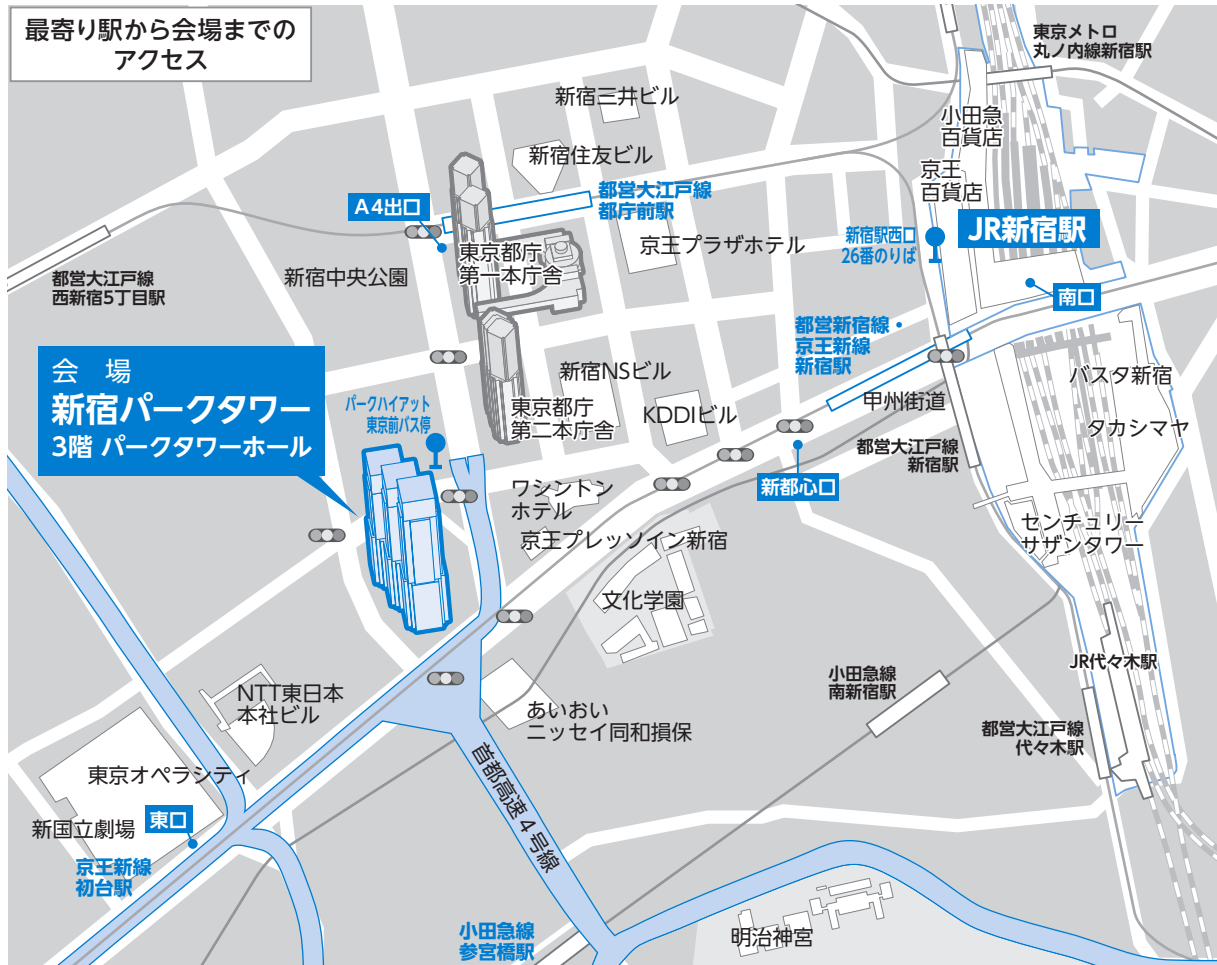 最寄り駅から会場までの
アクセス
東京メトロ
丸ノ内線新宿駅
新宿三井ビル
小田急
百貨店
新宿住友ビル
京王
百貨店
都営大江戸線
都庁前駅
A4出口
JR新宿駅
新宿駅西口
26番のりば
京王プラザホテル
東京都庁
第一本庁舎
新宿中央公園
都営大江戸線
西新宿5丁目駅
南口
都営新宿線・
京王新線
新宿駅
会 場
新宿パークタワー
3階 パークタワーホール
パークハイアット
東京前バス停
新宿NSビル
バスタ新宿
東京都庁
第二本庁舎
KDDIビル
甲州街道
タカシマヤ
都営大江戸線
新宿駅
新都心口
ワシントン
ホテル
京王プレッソイン新宿
センチュリー
サザンタワー
文化学園
JR代々木駅
小田急線
南新宿駅
NTT東日本
本社ビル
あいおい
ニッセイ同和損保
都営大江戸線
代々木駅
東京オペラシティ
首都高速4号線
新国立劇場
東口
京王新線
初台駅
小田急線
参宮橋駅
明治神宮